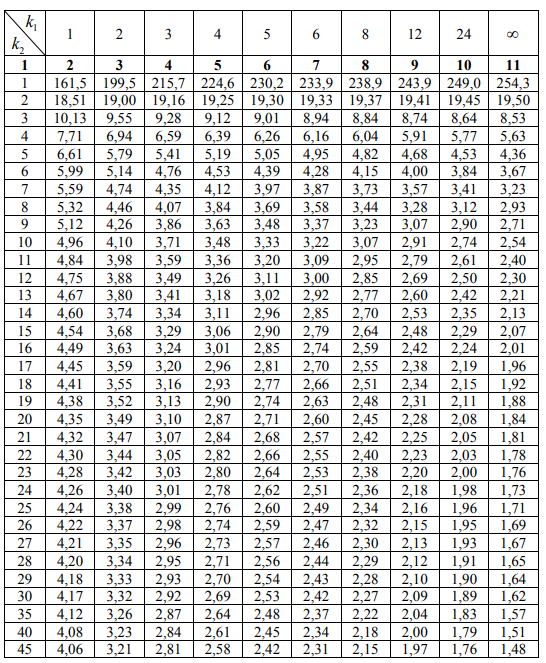 k₁ 1 2 3 4 5 6 8 12 24 ∞
k₂
1 2 3 4 5 6 7 8 9 10 11
1 161,5 199,5 215,7 224,6 230,2 233,9 238,9 243,9 249,0 254,3
2 18,51 19,00 19,16 19,25 19,30 19,33 19,37 19,41 19,45 19,50
3 10,13 9,55 9,28 9,12 9,01 8,94 8,84 8,74 8,64 8,53
4 7,71 6,94 6,59 6,39 6,26 6,16 6,04 5,91 5,77 5,63
5 6,61 5,79 5,41 5,19 5,05 4,95 4,82 4,68 4,53 4,36
6 5,99 5,14 4,76 4,53 4,39 4,28 4,15 4,00 3,84 3,67
7 5,59 4,74 4,35 4,12 3,97 3,87 3,73 3,57 3,41 3,23
8 5,32 4,46 4,07 3,84 3,69 3,58 3,44 3,28 3,12 2,93
9 5,12 4,26 3,86 3,63 3,48 3,37 3,23 3,07 2,90 2,71
10 4,96 4,10 3,71 3,48 3,33 3,22 3,07 2,91 2,74 2,54
11 4,84 3,98 3,59 3,36 3,20 3,09 2,95 2,79 2,61 2,40
12 4,75 3,88 3,49 3,26 3,11 3,00 2,85 2,69 2,50 2,30
13 4,67 3,80 3,41 3,18 3,02 2,92 2,77 2,60 2,42 2,21
14 4,60 3,74 3,34 3,11 2,96 2,85 2,70 2,53 2,35 2,13
15 4,54 3,68 3,29 3,06 2,90 2,79 2,64 2,48 2,29 2,07
16 4,49 3,63 3,24 3,01 2,85 2,74 2,59 2,42 2,24 2,01
17 4,45 3,59 3,20 2,96 2,81 2,70 2,55 2,38 2,19 1,96
18 4,41 3,55 3,16 2,93 2,77 2,66 2,51 2,34 2,15 1,92
19 4,38 3,52 3,13 2,90 2,74 2,63 2,48 2,31 2,11 1,88
20 4,35 3,49 3,10 2,87 2,71 2,60 2,45 2,28 2,08 1,84
21 4,32 3,47 3,07 2,84 2,68 2,57 2,42 2,25 2,05 1,81
22 4,30 3,44 3,05 2,82 2,66 2,55 2,40 2,23 2,03 1,78
23 4,28 3,42 3,03 2,80 2,64 2,53 2,38 2,20 2,00 1,76
24 4,26 3,40 3,01 2,78 2,62 2,51 2,36 2,18 1,98 1,73
25 4,24 3,38 2,99 2,76 2,60 2,49 2,34 2,16 1,96 1,71
26 4,22 3,37 2,98 2,74 2,59 2,47 2,32 2,15 1,95 1,69
27 4,21 3,35 2,96 2,73 2,57 2,46 2,30 2,13 1,93 1,67
28 4,20 3,34 2,95 2,71 2,56 2,44 2,29 2,12 1,91 1,65
29 4,18 3,33 2,93 2,70 2,54 2,43 2,28 2,10 1,90 1,64
30 4,17 3,32 2,92 2,69 2,53 2,42 2,27 2,09 1,89 1,62
35 4,12 3,26 2,87 2,64 2,48 2,37 2,22 2,04 1,83 1,57
40 4,08 3,23 2,84 2,61 2,45 2,34 2,18 2,00 1,79 1,51
45 4,06 3,21 2,81 2,58 2,42 2,31 2,15 1,97 1,76 1,48